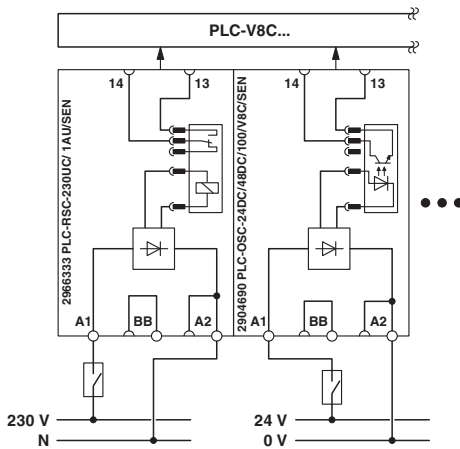 PLC-V8C...
14 13
14 13
2966333 PLC-RSC-230UC/ 1AU/SEN
2904690 PLC-OSC-24DC/48DC/100/V8C/SEN
A1 BB A2
A1 BB A2
230 V
N
24 V
0 V